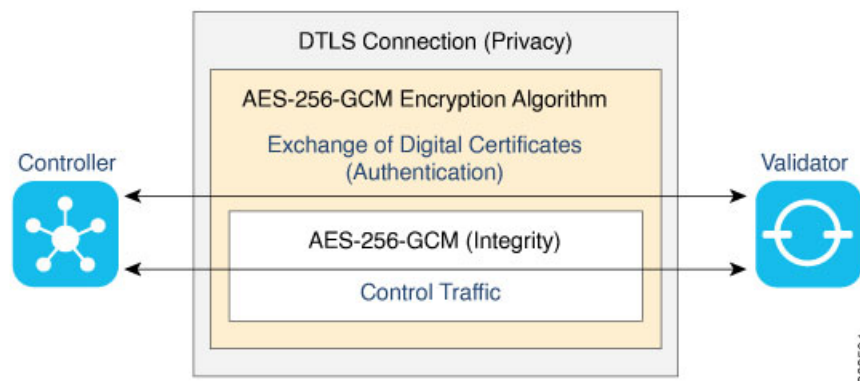 DTLS Connection (Privacy)
AES-256-GCM Encryption Algorithm
Exchange of Digital Certificates
(Authentication)
Controller
Validator
AES-256-GCM (Integrity)
Control Traffic